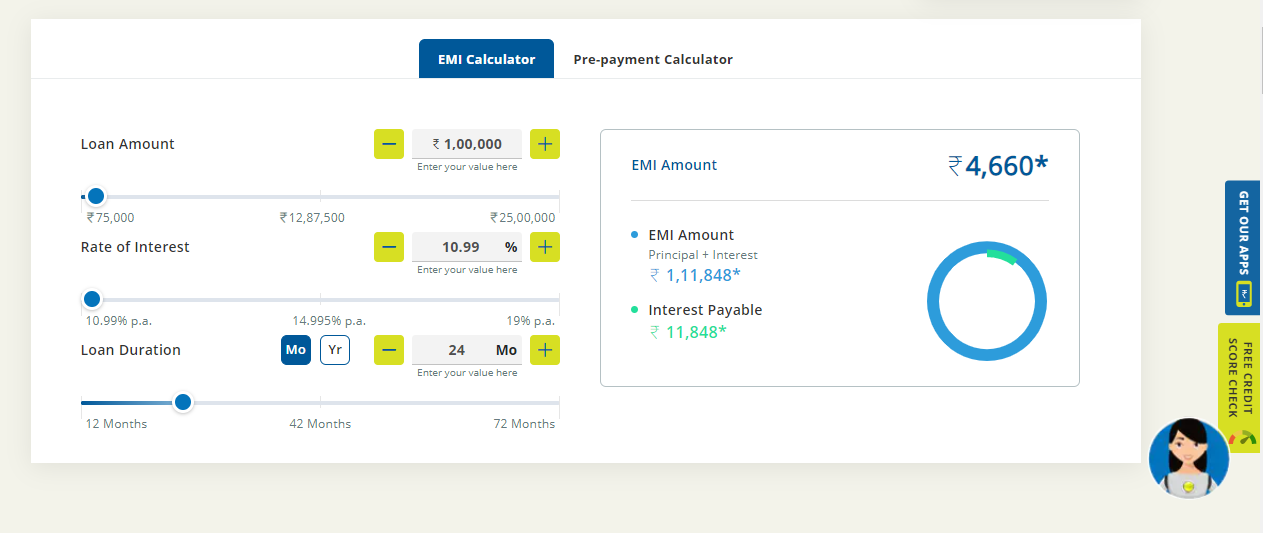 EMI Calculator
Pre-payment Calculator
Loan Amount
₹ 1,00,000
Enter your value here
₹75,000
₹12,87,500
₹25,00,000
Rate of Interest
10.99 %
Enter your value here
10.99% p.a.
14.995% p.a.
19% p.a.
Loan Duration
Mo
Yr
24 Mo
Enter your value here
12 Months
42 Months
72 Months
EMI Amount
₹4,660*
EMI Amount
Principal + Interest
₹ 1,11,848*
Interest Payable
₹ 11,848*
GET OUR APPS
FREE CREDIT
SCORE CHECK